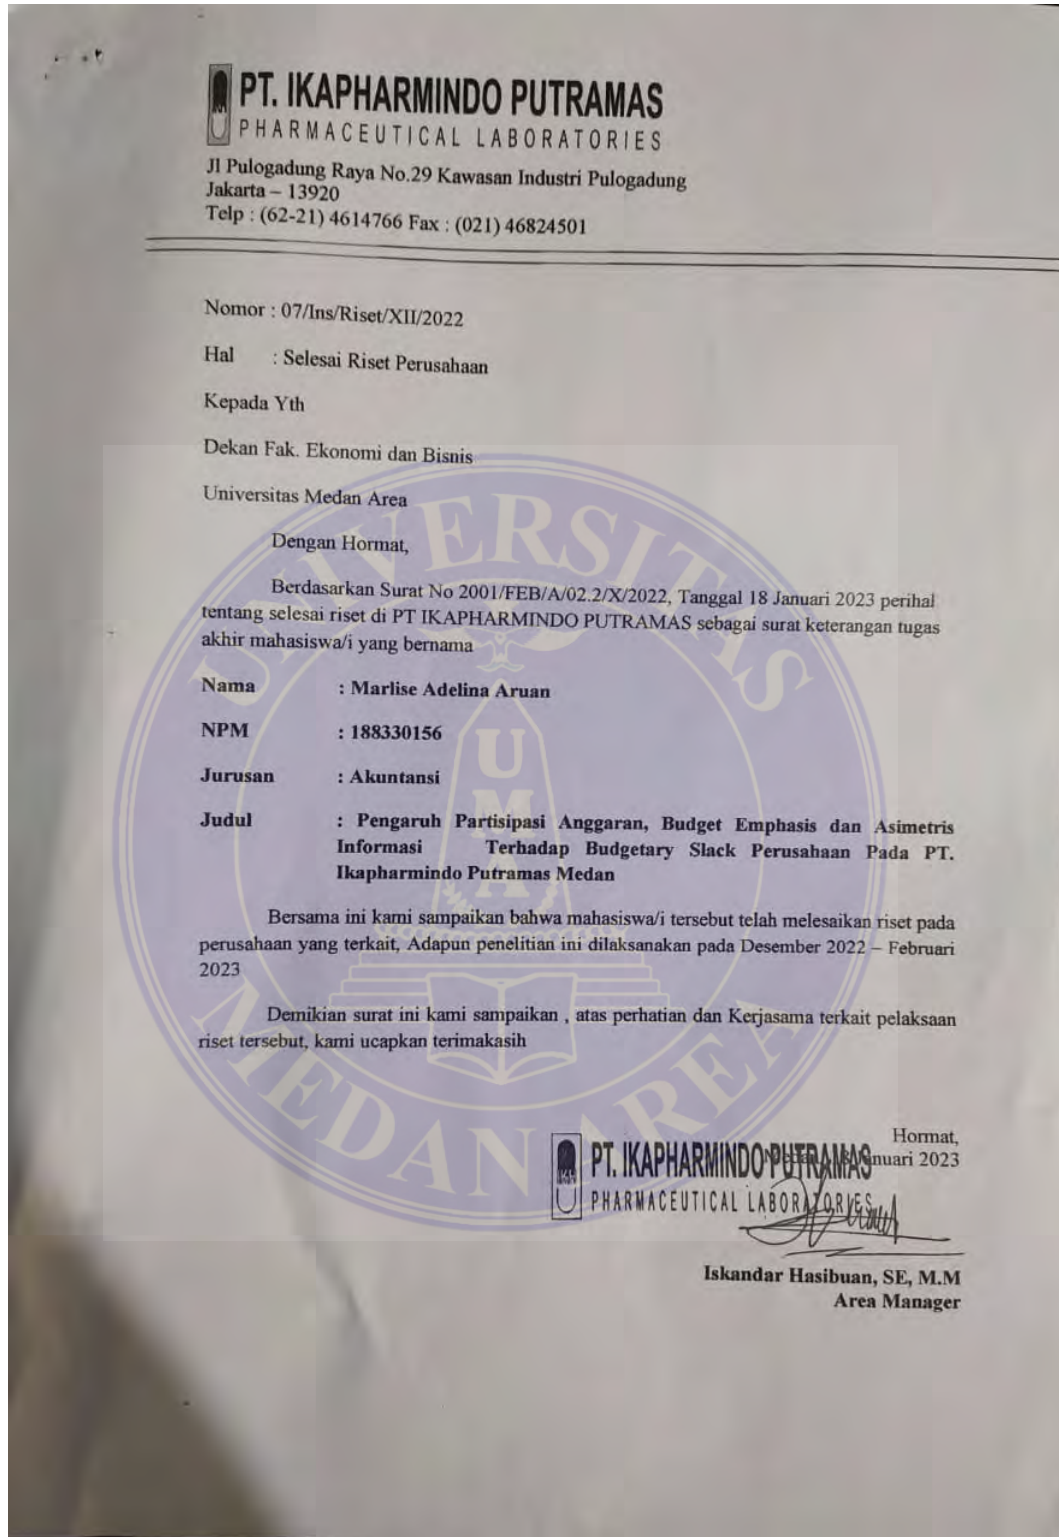 PT. IKAPHARMINDO PUTRAMAS
PHARMACEUTICAL LABORATORIES
Jl Pulogadung Raya No.29 Kawasan Industri Pulogadung
Jakarta – 13920
Telp : (62-21) 4614766 Fax : (021) 46824501
Nomor : 07/Ins/Riset/XII/2022
Hal : Selesai Riset Perusahaan
Kepada Yth
Dekan Fak. Ekonomi dan Bisnis
Universitas Medan Area
Dengan Hormat,
Berdasarkan Surat No 2001/FEB/A/02.2/X/2022, Tanggal 18 Januari 2023 perihal
tentang selesai riset di PT IKAPHARMINDO PUTRAMAS sebagai surat keterangan tugas
akhir mahasiswa/i yang bernama
Nama : Marlise Adelina Aruan
NPM : 188330156
Jurusan : Akuntansi
Judul : Pengaruh Partisipasi Anggaran, Budget Emphasis dan Asimetris
Informasi Terhadap Budgetary Slack Perusahaan Pada PT.
Ikapharmindo Putramas Medan
Bersama ini kami sampaikan bahwa mahasiswa/i tersebut telah melesaikan riset pada
perusahaan yang terkait, Adapun penelitian ini dilaksanakan pada Desember 2022 – Februari
2023
Demikian surat ini kami sampaikan , atas perhatian dan Kerjasama terkait pelaksaan
riset tersebut, kami ucapkan terimakasih
Hormat,
2023
PT. IKAPHARMINDO PUTRAMAS
PHARMACEUTICAL LABORATORIES
Iskandar Hasibuan, SE, M.M
Area Manager
UNIVERSITAS
MEDAN AREA
UMA